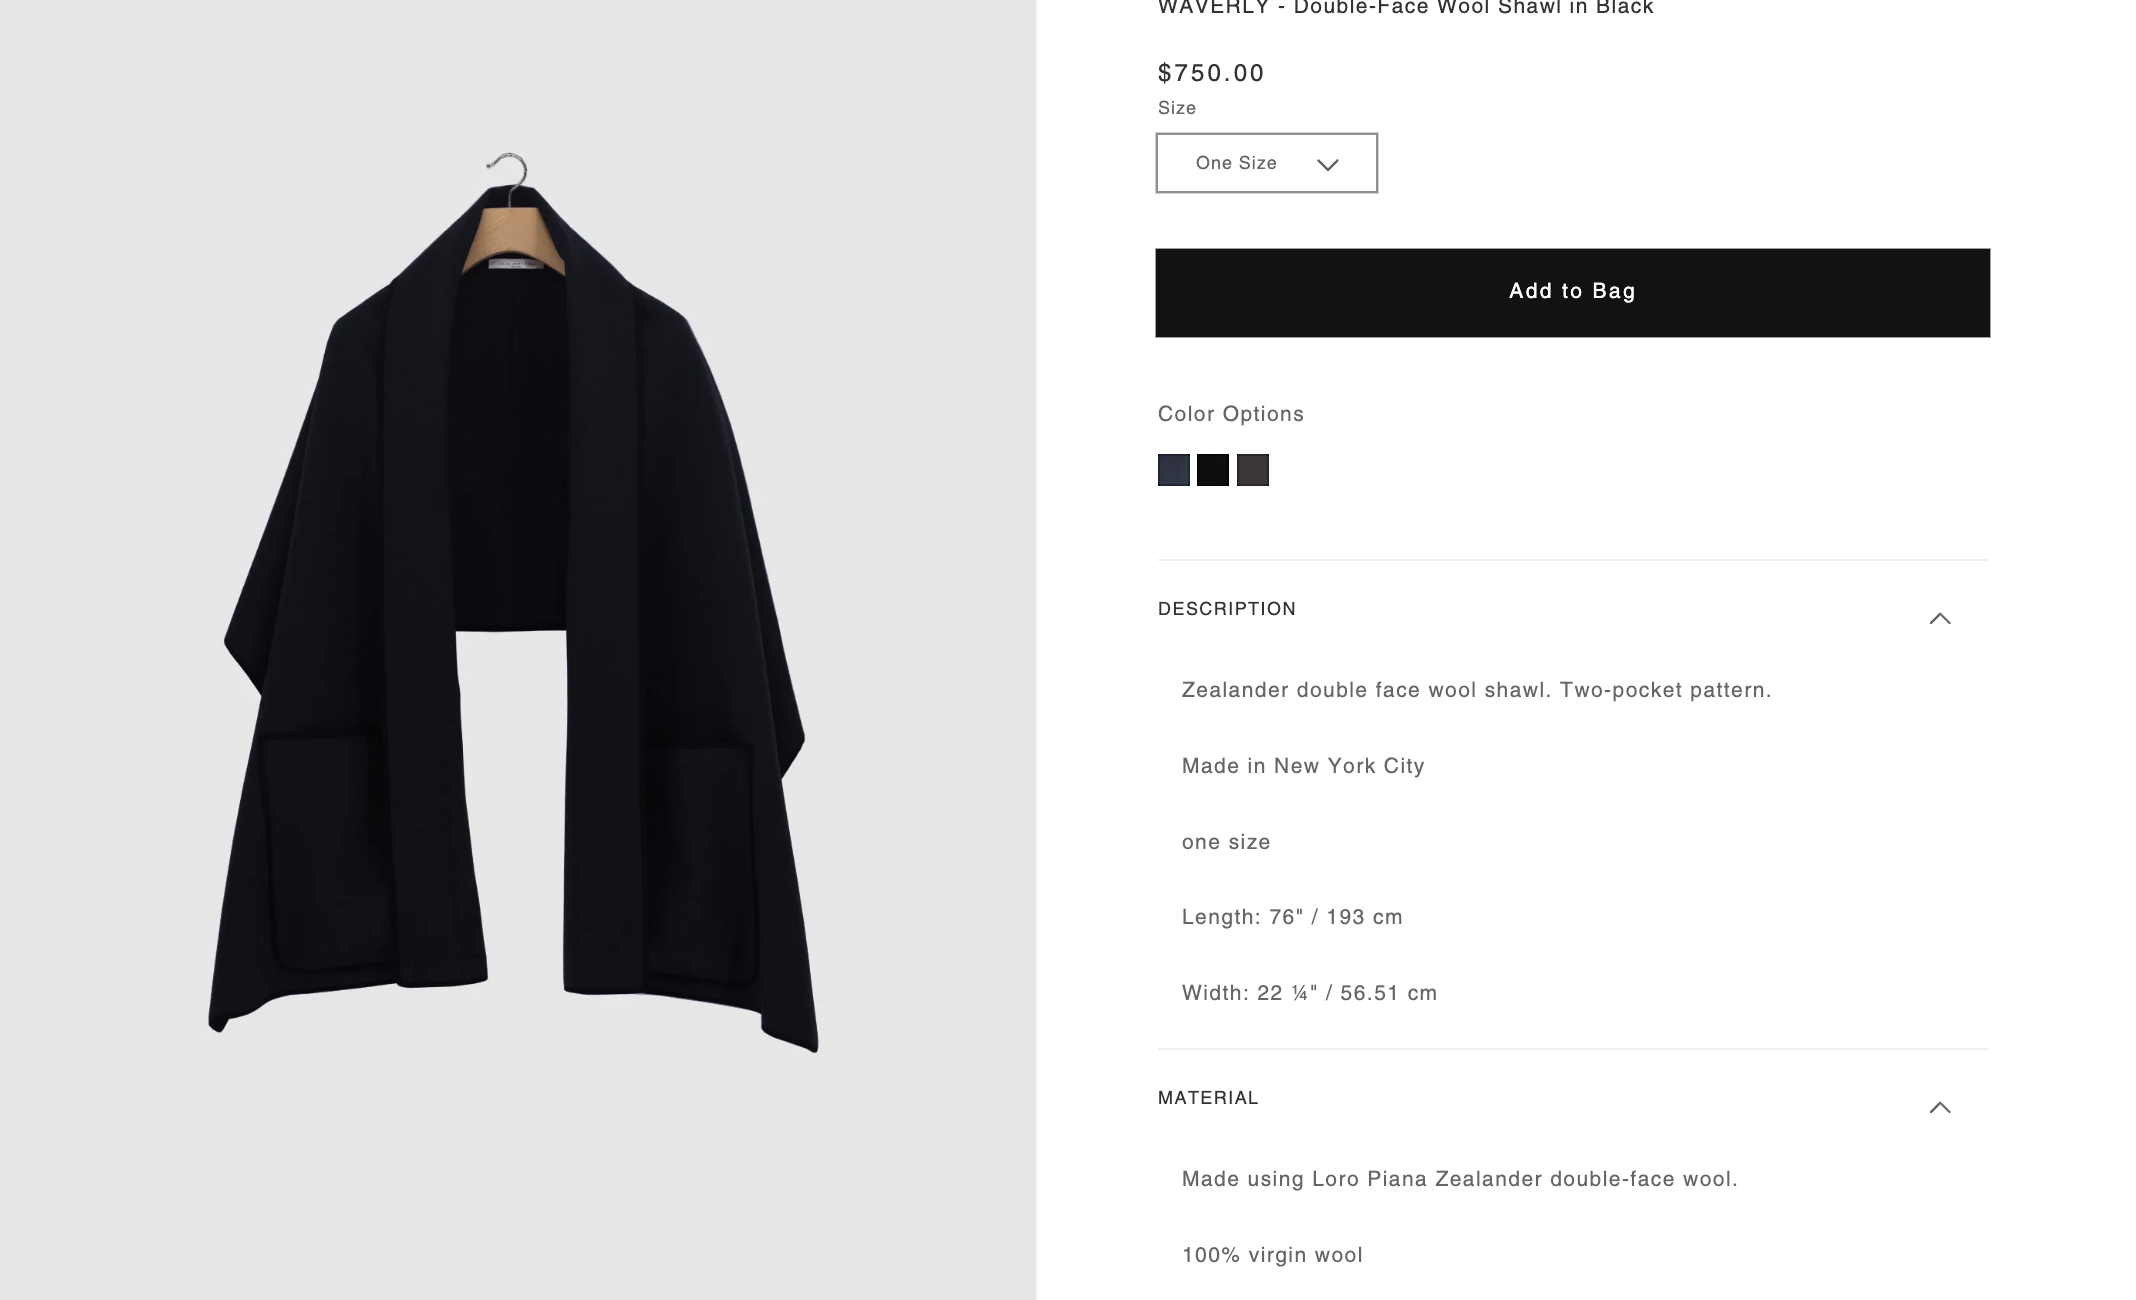 WAVERLY - Double-Face Wool Shawl in Black
$750.00
Size
One Size
Add to Bag
Color Options
DESCRIPTION
Zealander double face wool shawl. Two-pocket pattern.
Made in New York City
one size
Length: 76" / 193 cm
Width: 22 ¼" / 56.51 cm
MATERIAL
Made using Loro Piana Zealander double-face wool.
100% virgin wool